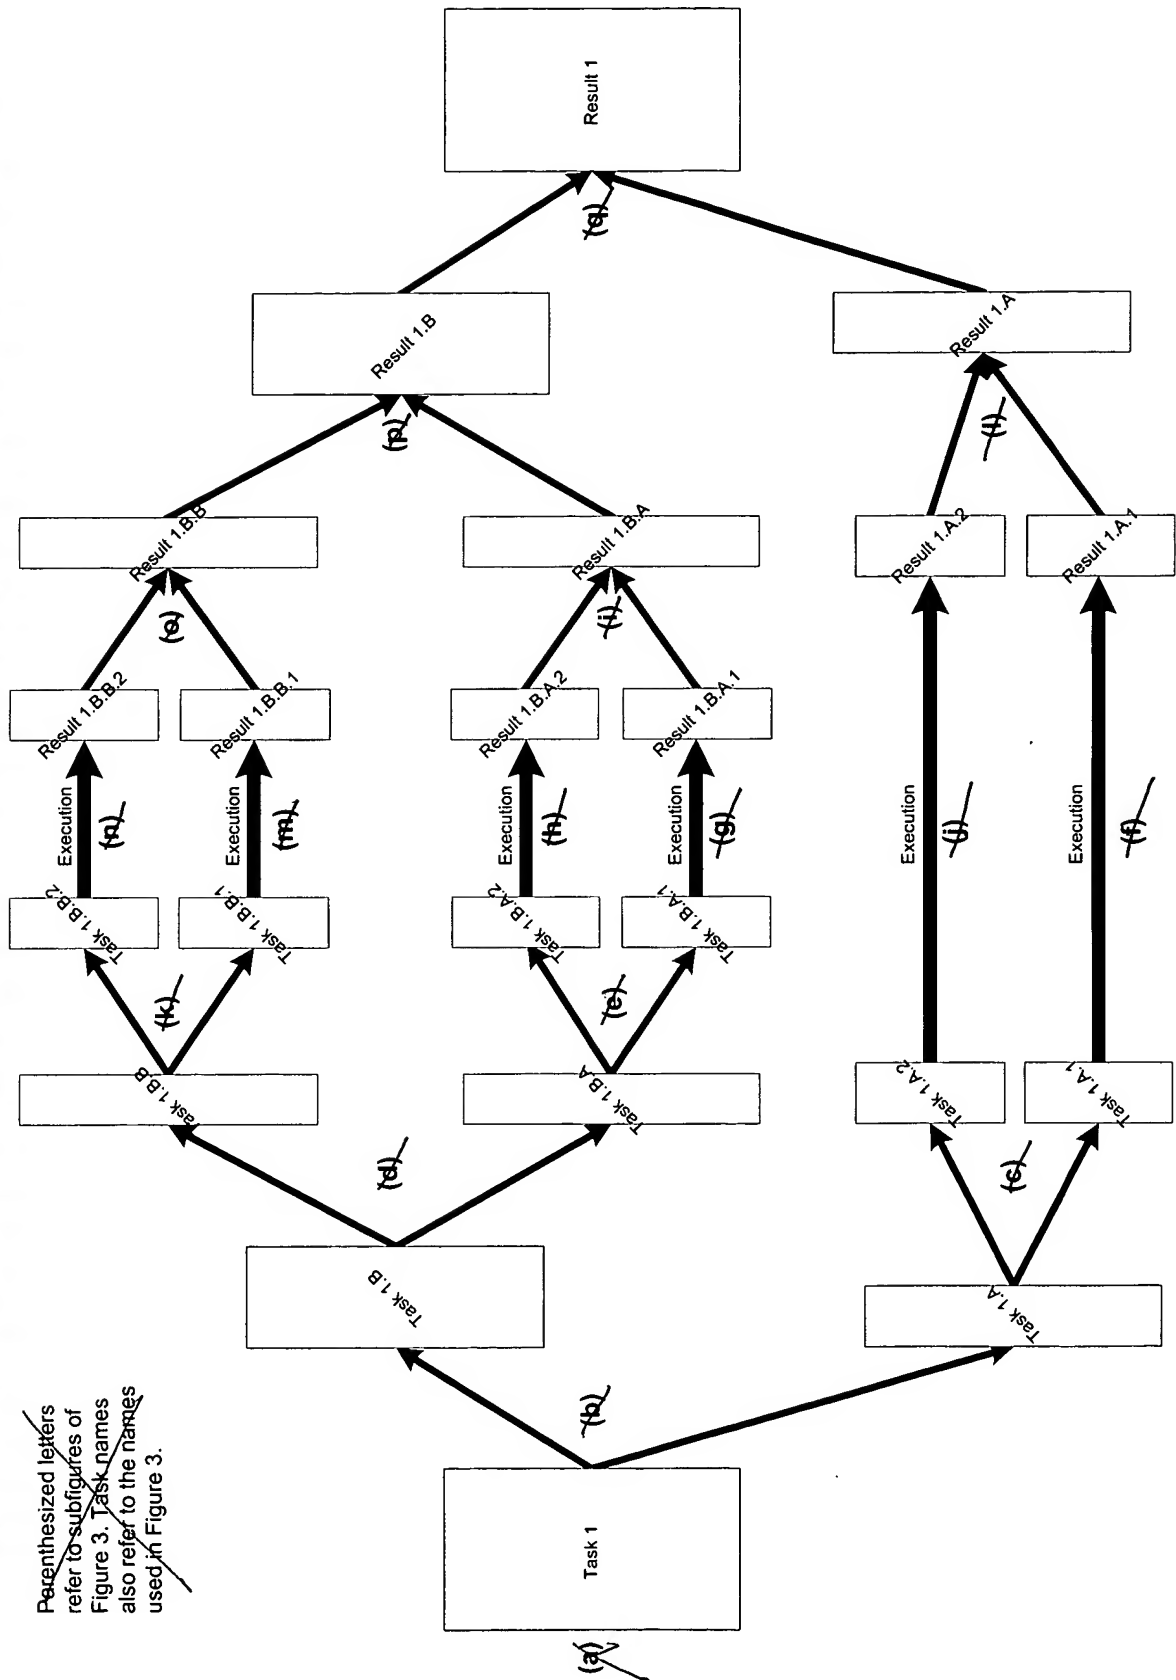 Parenthesized letters
refer to subfigures of
Figure 3. Task names
also refer to the names
used in Figure 3.
(a)
Task 1
(b)
Task 1.B
Task 1.A
(d)
(c)
Task 1.B.B
Task 1.B.A
Task 1.A.2
Task 1.A.1
(k)
(e)
Task 1.B.B.2
Task 1.B.B.1
Task 1.B.A.2
Task 1.B.A.1
Execution
(n)
Execution
(m)
Execution
(h)
Execution
(g)
Execution
(j)
Execution
(f)
Result 1.B.B.2
Result 1.B.B.1
Result 1.B.A.2
Result 1.B.A.1
(o)
(i)
Result 1.B.B
Result 1.B.A
Result 1.A.2
Result 1.A.1
(p)
(l)
Result 1.B
Result 1.A
(q)
Result 1